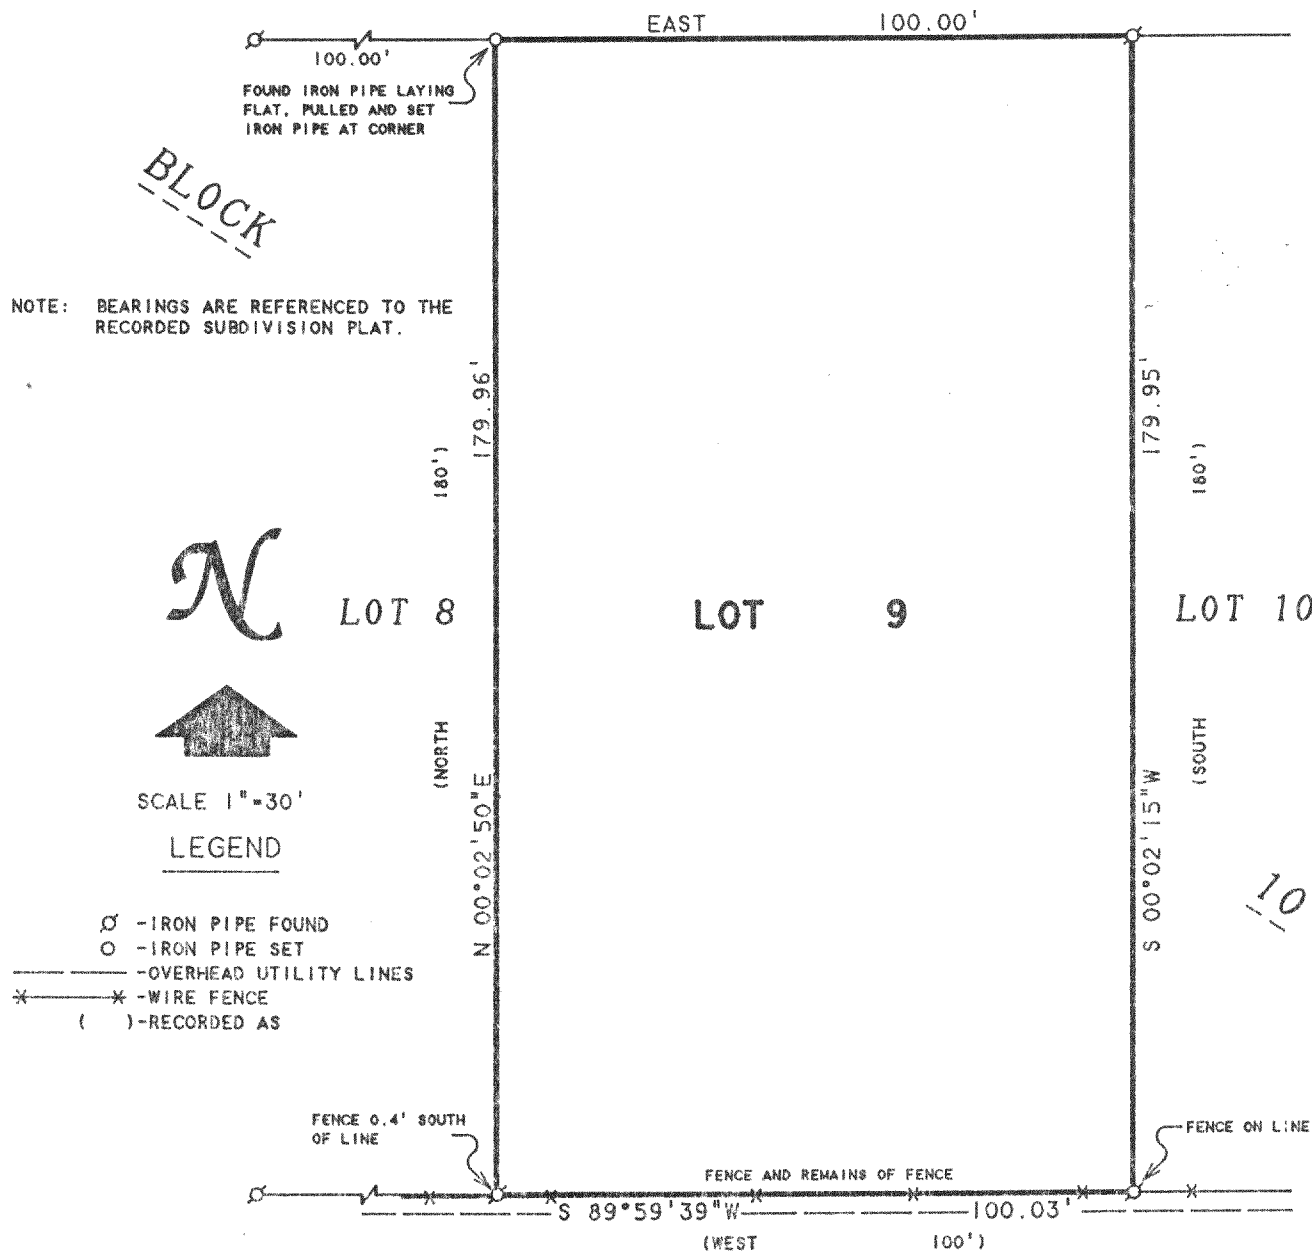 EAST 100.00'
100.00'
FOUND IRON PIPE LAYING
FLAT, PULLED AND SET
IRON PIPE AT CORNER
BLOCK
NOTE: BEARINGS ARE REFERENCED TO THE
RECORDED SUBDIVISION PLAT.
179.96'
179.95'
180')
180')
N
LOT 8
LOT 9
LOT 10
(NORTH
(SOUTH
N 00°02'50"E
S 00°02'15"W
SCALE 1"=30'
LEGEND
10
-IRON PIPE FOUND
-IRON PIPE SET
-OVERHEAD UTILITY LINES
-WIRE FENCE
( )-RECORDED AS
FENCE 0.4' SOUTH
OF LINE
FENCE ON LINE
FENCE AND REMAINS OF FENCE
S 89°59'39"W 100.03'
(WEST 100')